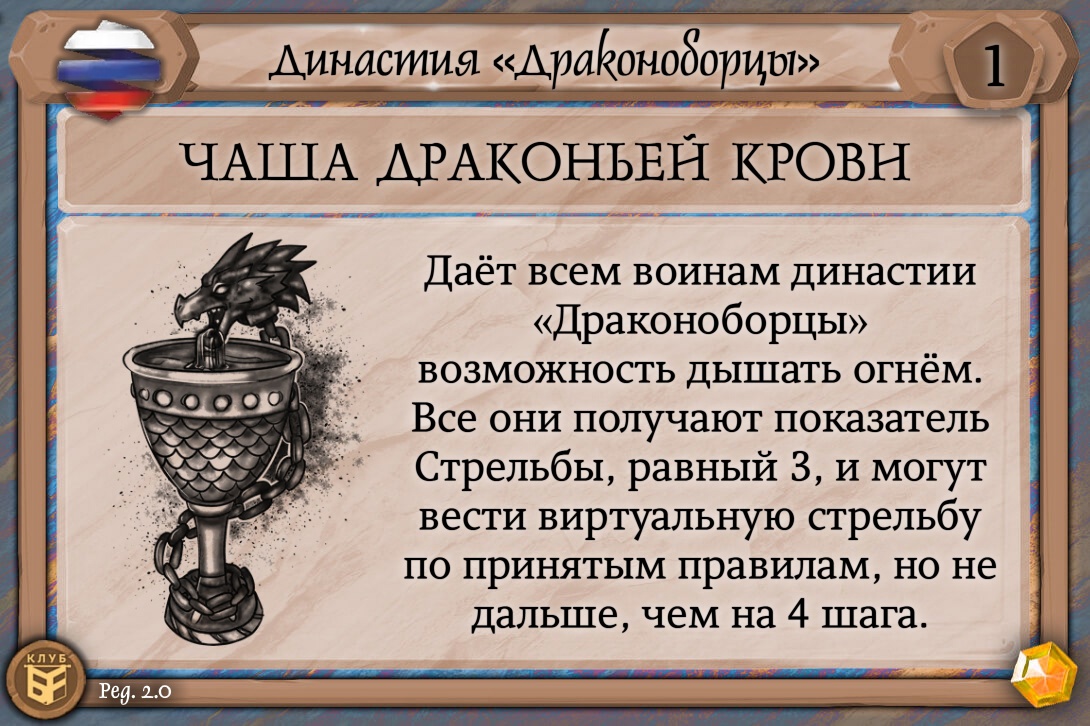 Династия «Драконоборцы»
1
ЧАША ДРАКОНЬЕЙ КРОВИ
Даёт всем воинам династии
«Драконоборцы»
возможность дышать огнём.
Все они получают показатель
Стрельбы, равный 3, и могут
вести виртуальную стрельбу
по принятым правилам, но не
дальше, чем на 4 шага.
КЛУБ
Ред. 2.0